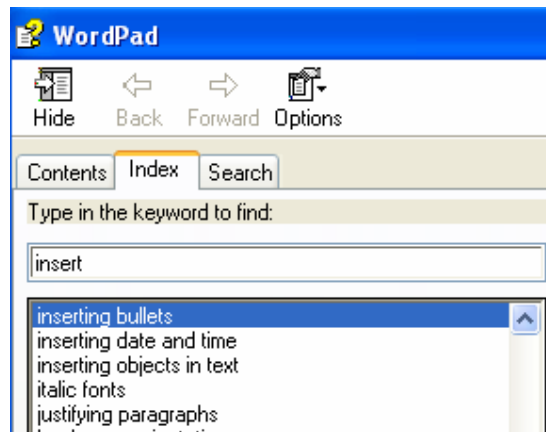 WordPad
Hide Back Forward Options
Contents Index Search
Type in the keyword to find:
insert
inserting bullets
inserting date and time
inserting objects in text
italic fonts
justifying paragraphs